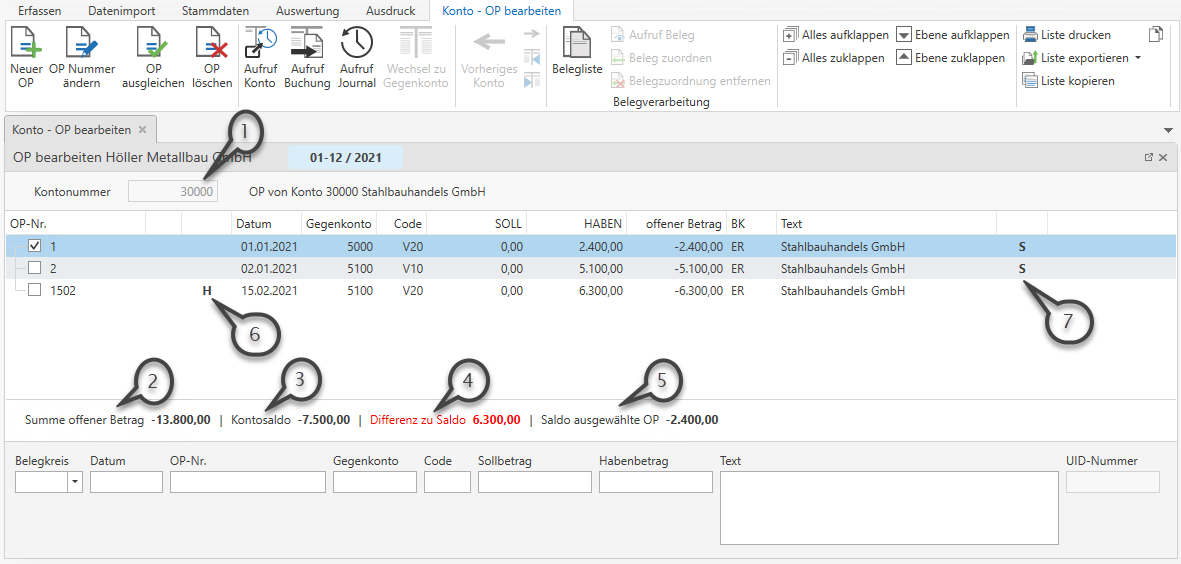 Erfassen Datenimport Stammdaten Auswertung Ausdruck Konto - OP bearbeiten
Neuer OP
OP Nummer ändern
OP ausgleichen
OP löschen
Aufruf Konto
Aufruf Buchung
Aufruf Journal
Wechsel zu Gegenkonto
Vorheriges Konto
Belegliste
Aufruf Beleg
Beleg zuordnen
Belegzuordnung entfernen
Belegverarbeitung
Alles aufklappen Ebene aufklappen
Alles zuklappen Ebene zuklappen
Liste drucken
Liste exportieren
Liste kopieren
Konto - OP bearbeiten
1
OP bearbeiten Höller Metallbau GmbH 01-12 / 2021
Kontonummer 30000 OP von Konto 30000 Stahlbauhandels GmbH
OP-Nr. Datum Gegenkonto Code SOLL HABEN offener Betrag BK Text
1 01.01.2021 5000 V20 0,00 2.400,00 -2.400,00 ER Stahlbauhandels GmbH S
2 02.01.2021 5100 V10 0,00 5.100,00 -5.100,00 ER Stahlbauhandels GmbH S
1502 H 15.02.2021 5100 V20 0,00 6.300,00 -6.300,00 ER Stahlbauhandels GmbH
6 7
2 3 4 5
Summe offener Betrag -13.800,00 | Kontosaldo -7.500,00 | Differenz zu Saldo 6.300,00 | Saldo ausgewählte OP -2.400,00
Belegkreis Datum OP-Nr. Gegenkonto Code Sollbetrag Habenbetrag Text UID-Nummer